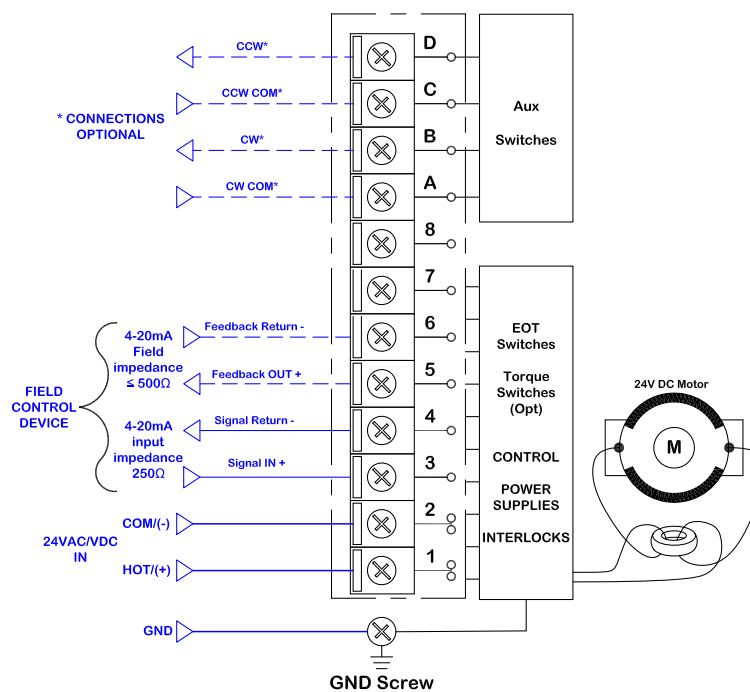 CCW*
D
CCW COM*
C
* CONNECTIONS
OPTIONAL
CW*
B
CW COM*
A
Aux
Switches
8
7
Feedback Return -
6
4-20mA
Field
impedance
≤ 500Ω
Feedback OUT +
5
FIELD
CONTROL
DEVICE
4-20mA
input
impedance
250Ω
Signal Return -
4
Signal IN +
3
EOT
Switches
Torque
Switches
(Opt)
CONTROL
POWER
SUPPLIES
INTERLOCKS
24V DC Motor
M
24VAC/VDC
IN
COM/(-)
2
HOT/(+)
1
GND
GND Screw